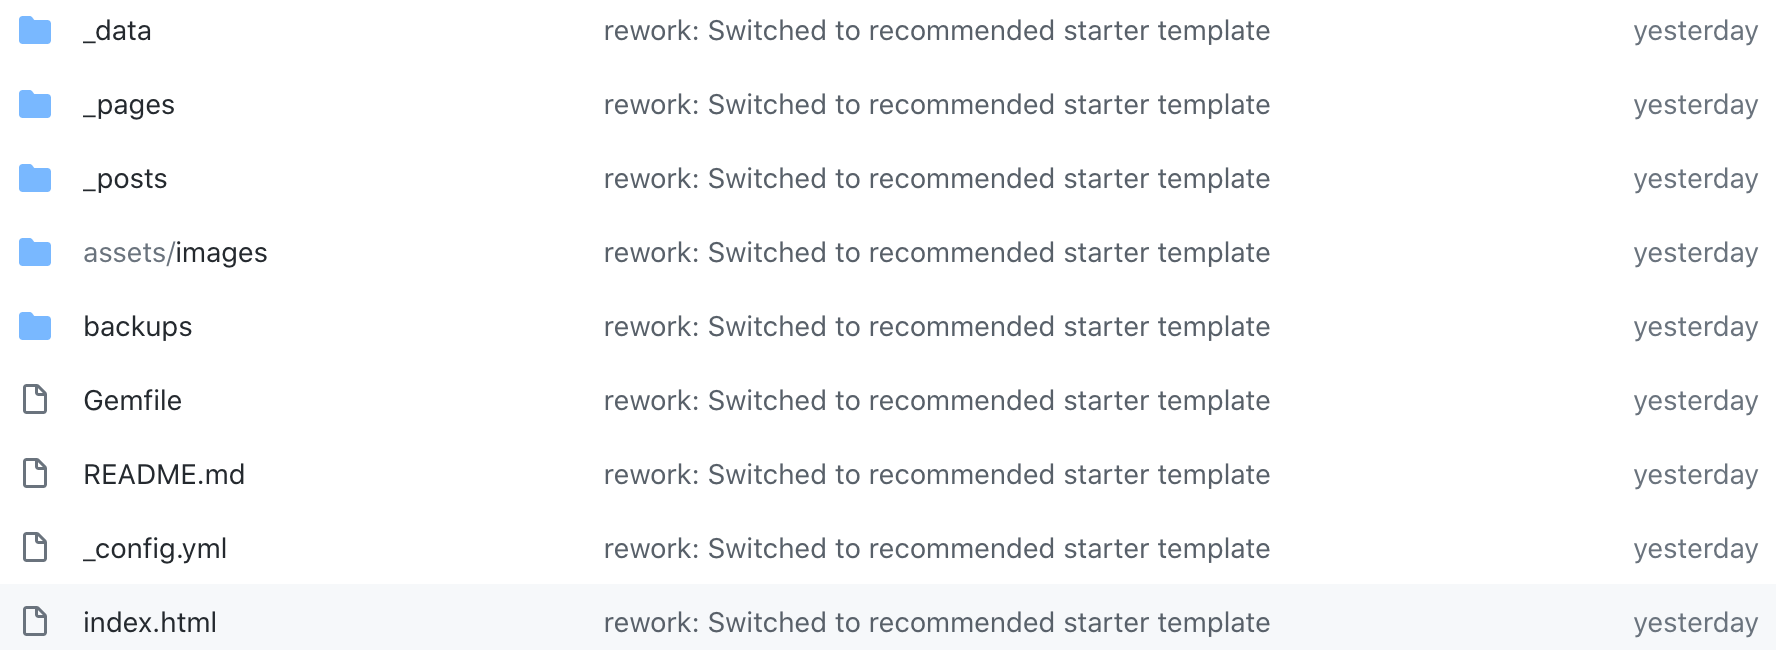 _data rework: Switched to recommended starter template yesterday
_pages rework: Switched to recommended starter template yesterday
_posts rework: Switched to recommended starter template yesterday
assets/images rework: Switched to recommended starter template yesterday
backups rework: Switched to recommended starter template yesterday
Gemfile rework: Switched to recommended starter template yesterday
README.md rework: Switched to recommended starter template yesterday
_config.yml rework: Switched to recommended starter template yesterday
index.html rework: Switched to recommended starter template yesterday